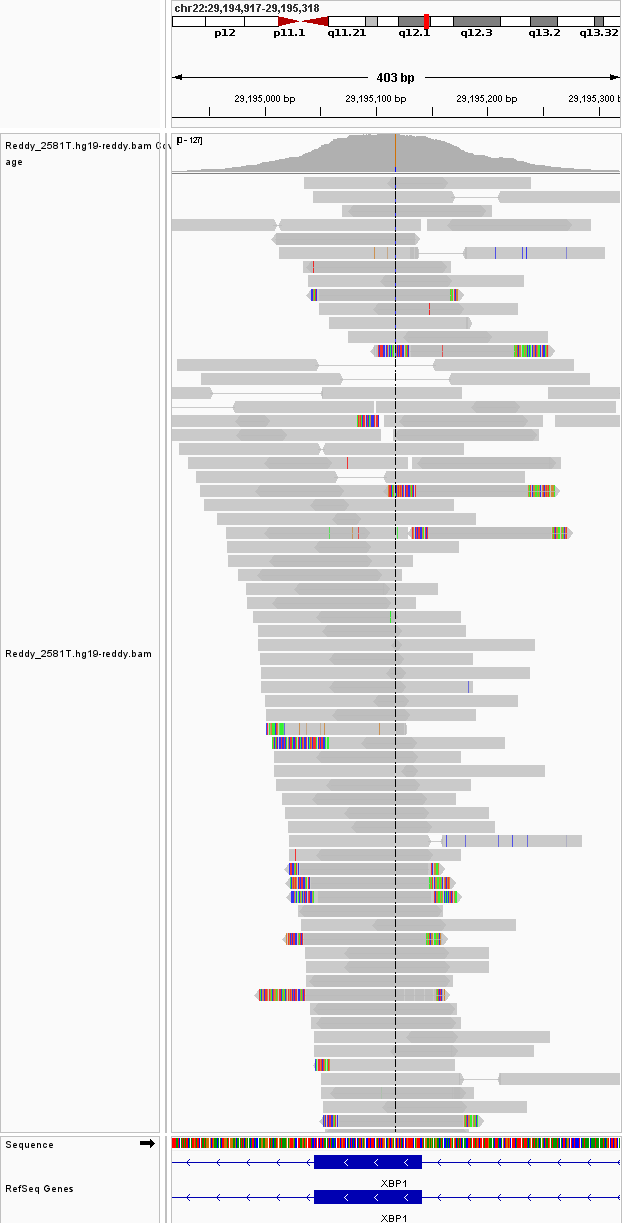 chr22:29,194,917-29,195,318
p12 p11.1 q11.21 q12.1 q12.3 q13.2 q13.32
403 bp
29,195,000 bp 29,195,100 bp 29,195,200 bp 29,195,300 b
Reddy_2581T.hg19-reddy.bam Cov
age
[0 - 127]
Reddy_2581T.hg19-reddy.bam
Sequence
RefSeq Genes
XBP1
XBP1